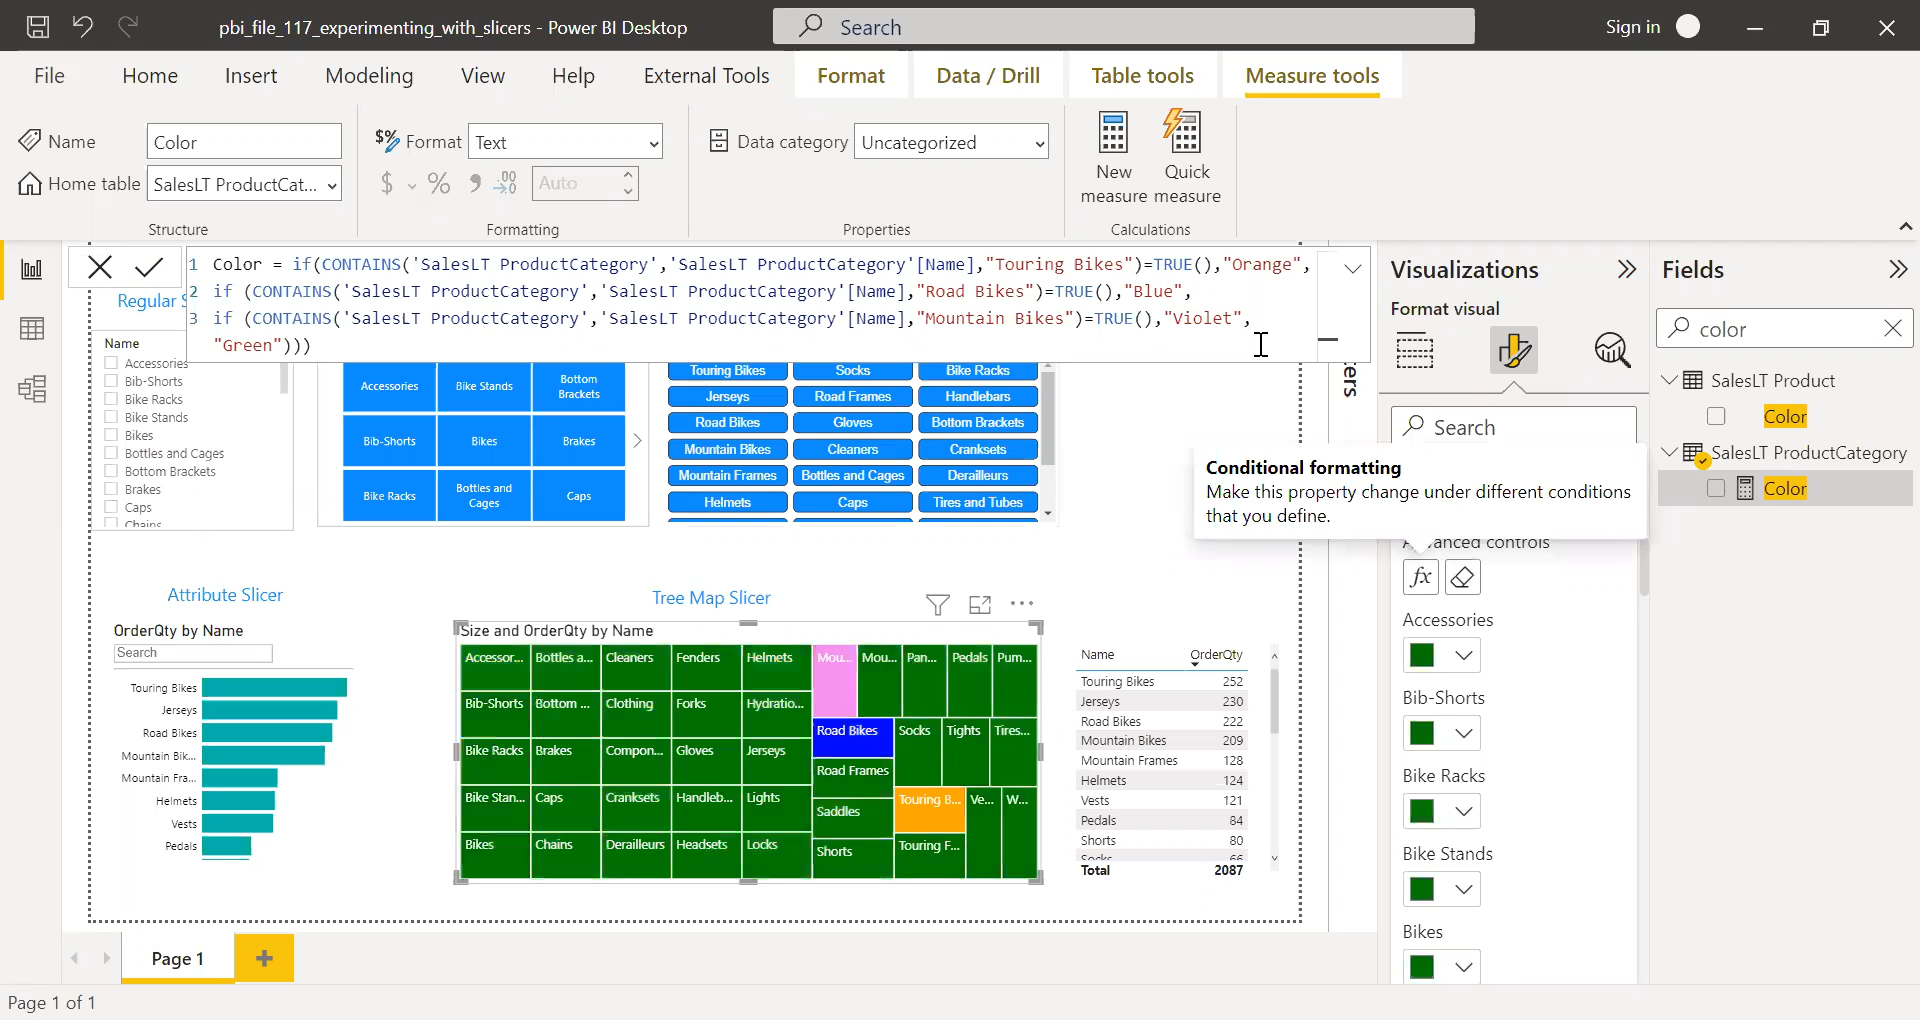 pbi_file_117_experimenting_with_slicers - Power BI Desktop
Search
Sign in
File Home Insert Modeling View Help External Tools Format Data / Drill Table tools Measure tools
Name Color
Home table SalesLT ProductCat...
Structure
$% Format Text
$ % 9 .00 Auto
Formatting
Data category Uncategorized
Properties
New measure
Quick measure
Calculations
1 Color = if(CONTAINS('SalesLT ProductCategory','SalesLT ProductCategory'[Name],"Touring Bikes")=TRUE(),"Orange",
2 if (CONTAINS('SalesLT ProductCategory','SalesLT ProductCategory'[Name],"Road Bikes")=TRUE(),"Blue",
3 if (CONTAINS('SalesLT ProductCategory','SalesLT ProductCategory'[Name],"Mountain Bikes")=TRUE(),"Violet",
"Green")))
Regular S
Name
Accessories
Bib-Shorts
Bike Racks
Bike Stands
Bikes
Bottles and Cages
Bottom Brackets
Brakes
Caps
Chains
Accessories Bike Stands Bottom Brackets
Bib-Shorts Bikes Brakes
Bike Racks Bottles and Cages Caps
Touring Bikes Socks Bike Racks
Jerseys Road Frames Handlebars
Road Bikes Gloves Bottom Brackets
Mountain Bikes Cleaners Cranksets
Mountain Frames Bottles and Cages Derailleurs
Helmets Caps Tires and Tubes
ters
Attribute Slicer
OrderQty by Name
Search
Touring Bikes
Jerseys
Road Bikes
Mountain Bik...
Mountain Fra...
Helmets
Vests
Pedals
Tree Map Slicer
Size and OrderQty by Name
Accessor... Bottles a... Cleaners Fenders Helmets Mou... Mou... Pan... Pedals Pum...
Bib-Shorts Bottom ... Clothing Forks Hydratio...
Road Bikes Socks Tights Tires...
Bike Racks Brakes Compon... Gloves Jerseys
Road Frames
Bike Stan... Caps Cranksets Handleb... Lights
Saddles Touring B... Ve... W...
Bikes Chains Derailleurs Headsets Locks
Shorts Touring F...
Name OrderQty
Touring Bikes 252
Jerseys 230
Road Bikes 222
Mountain Bikes 209
Mountain Frames 128
Helmets 124
Vests 121
Pedals 84
Shorts 80
Socks 66
Total 2087
Visualizations
Format visual
Search
Conditional formatting
Make this property change under different conditions
that you define.
Advanced controls
fx
Accessories
Bib-Shorts
Bike Racks
Bike Stands
Bikes
Fields
color
SalesLT Product
Color
SalesLT ProductCategory
Color
Page 1
Page 1 of 1